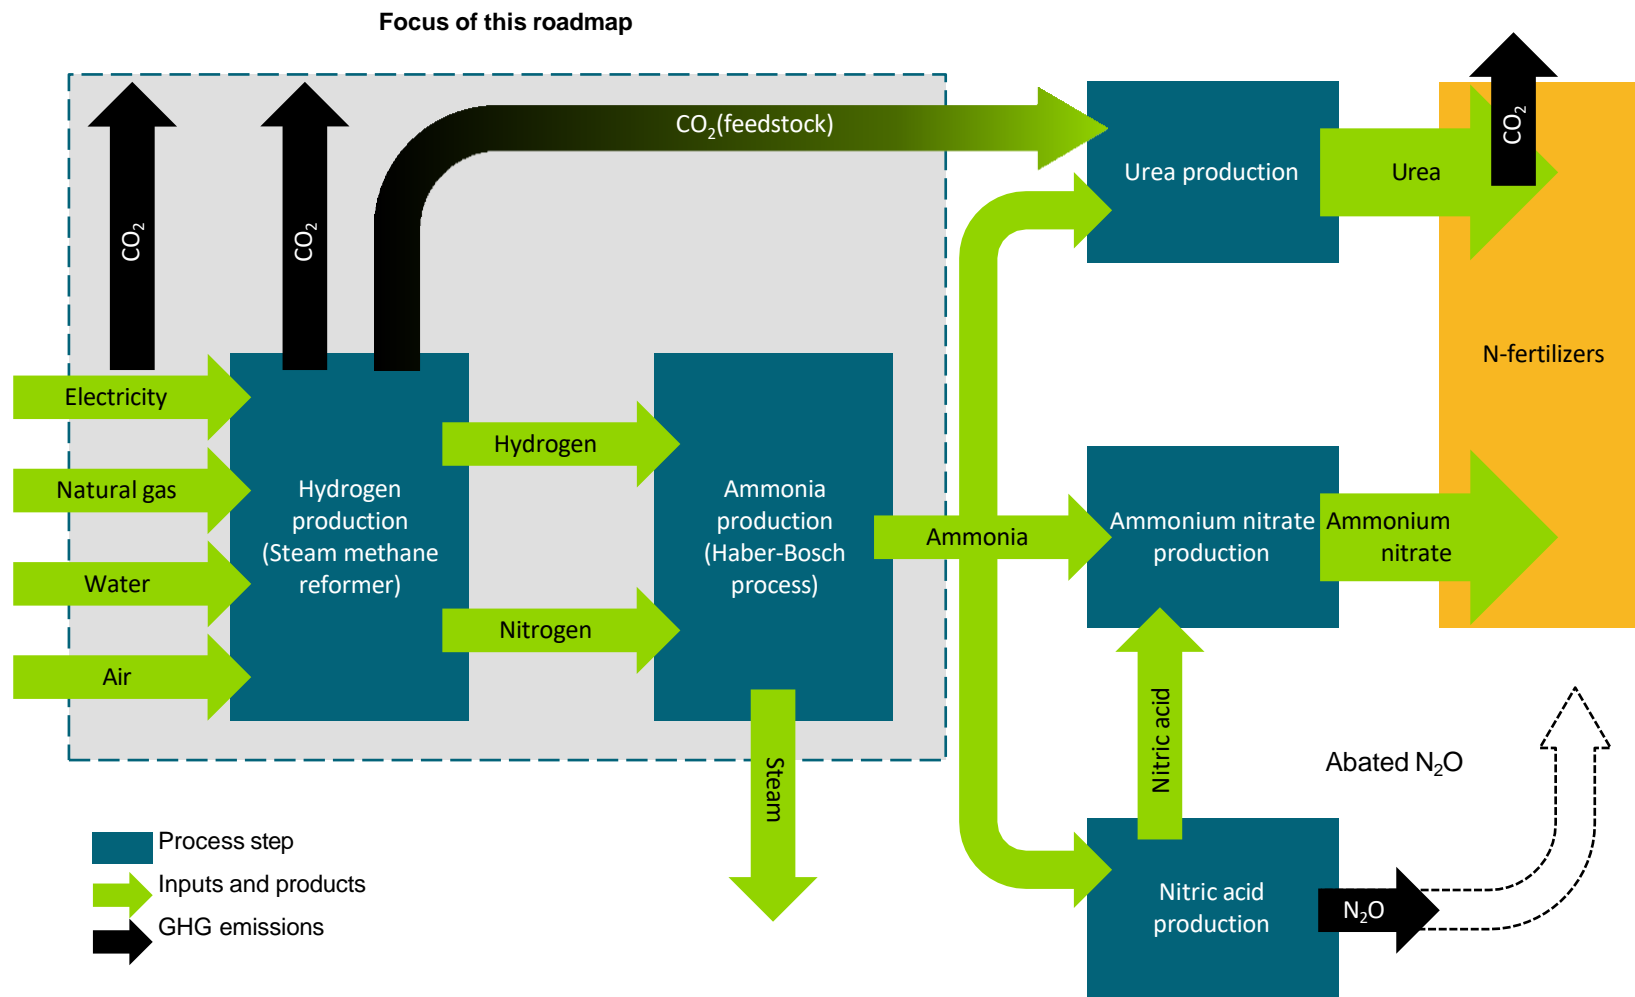 Focus of this roadmap
CO₂
CO₂
CO₂(feedstock)
Urea production
Urea
CO₂
N-fertilizers
Electricity
Natural gas
Water
Air
Hydrogen
production
(Steam methane
reformer)
Hydrogen
Nitrogen
Ammonia
production
(Haber-Bosch
process)
Steam
Ammonia
Ammonium nitrate
production
Ammonium
nitrate
Nitric acid
Abated N₂O
Nitric acid
production
N₂O
Process step
Inputs and products
GHG emissions